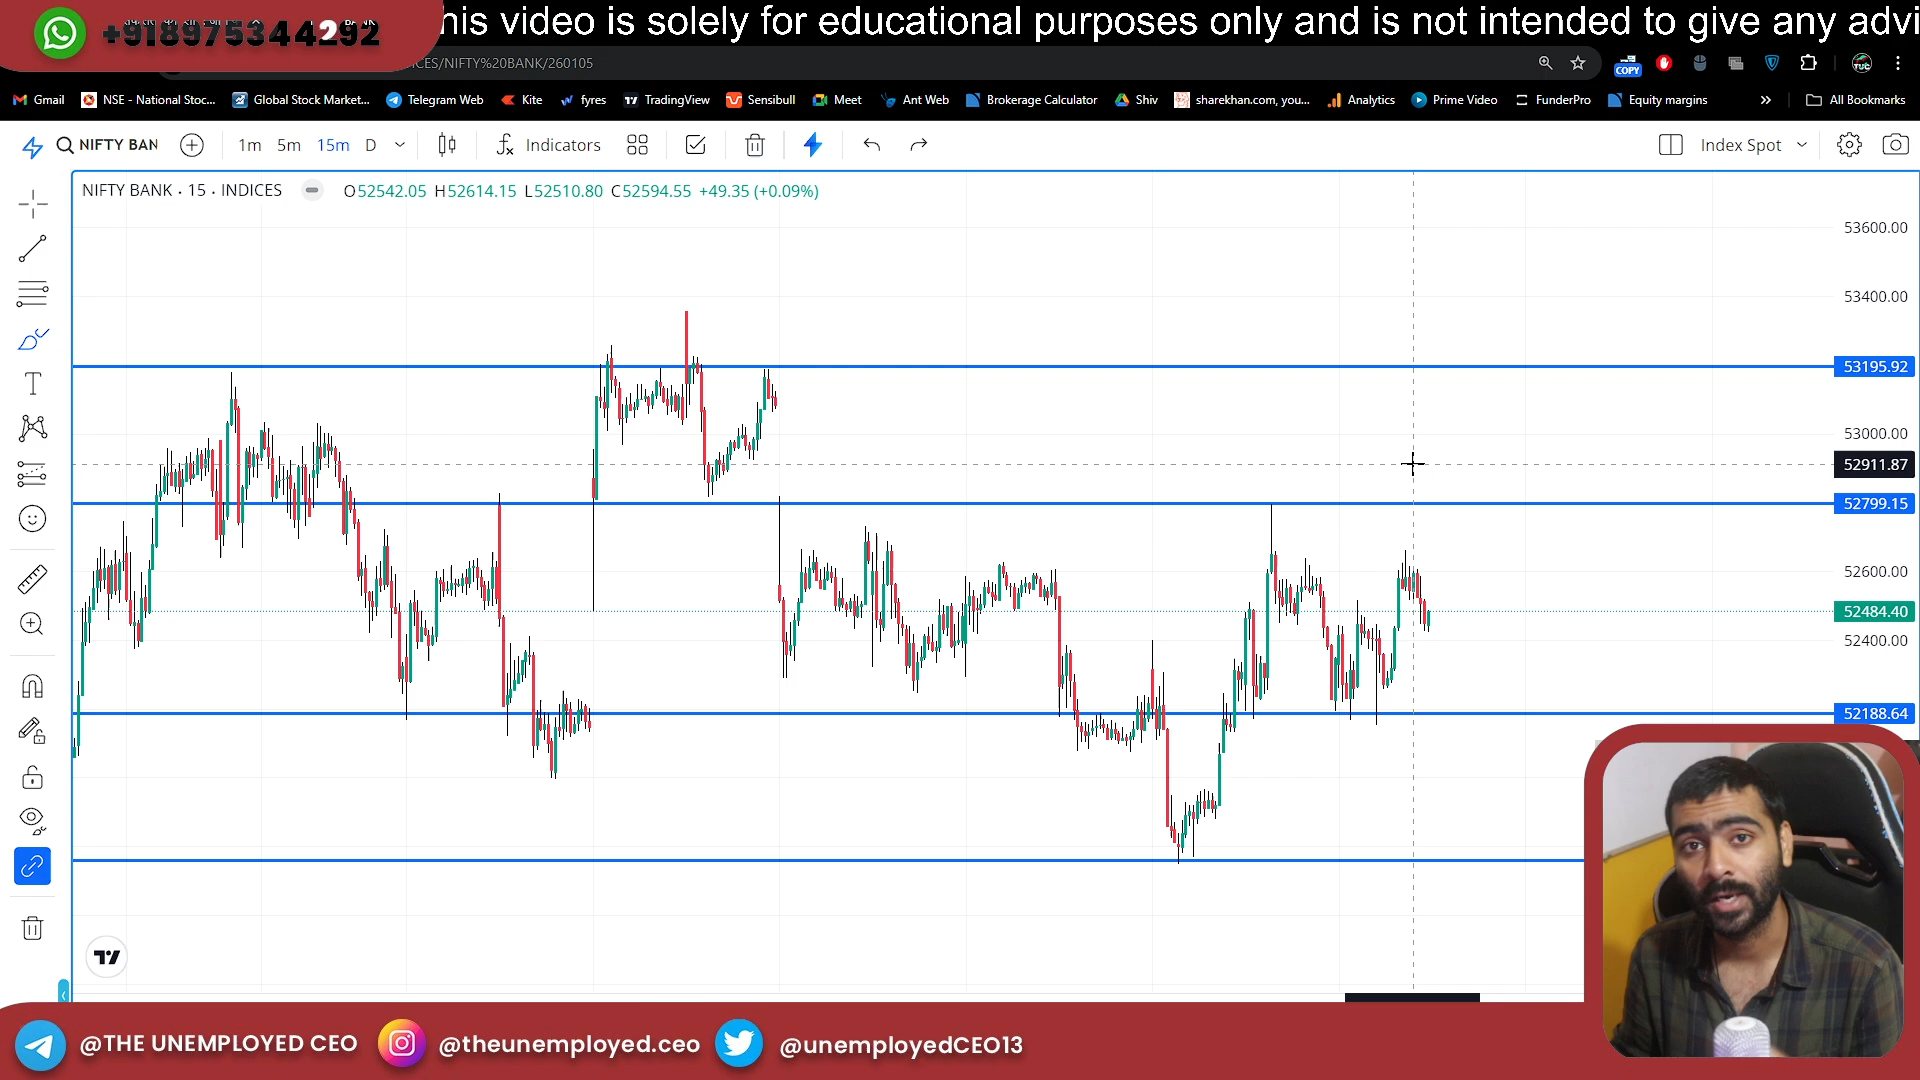 +918975344292
his video is solely for educational purposes only and is not intended to give any advi
CES/NIFTY%20BANK/260105
COPY
TUC
Gmail
NSE - National Stoc...
Global Stock Market...
Telegram Web
Kite
fyres
TradingView
Sensibull
Meet
Ant Web
Brokerage Calculator
Shiv
sharekhan.com, you...
Analytics
Prime Video
FunderPro
Equity margins
All Bookmarks
NIFTY BAN
1m 5m 15m D
Indicators
Index Spot
NIFTY BANK · 15 · INDICES
O52542.05 H52614.15 L52510.80 C52594.55 +49.35 (+0.09%)
53600.00
53400.00
53195.92
53000.00
52911.87
52799.15
52600.00
52484.40
52400.00
52188.64
@THE UNEMPLOYED CEO
@theunemployed.ceo
@unemployedCEO13